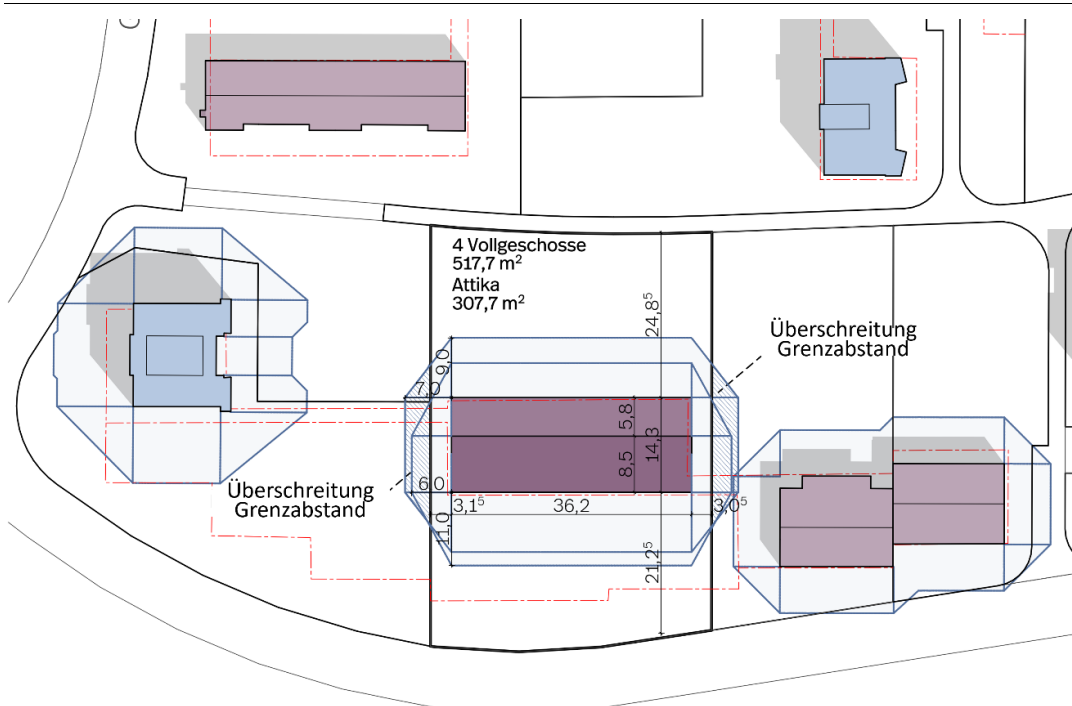 4 Vollgeschosse
517,7 m²
Attika
307,7 m²
24,8⁵
Überschreitung
Grenzabstand
9,0
7,0
5,8
14,3
8,5
6,0
Überschreitung
Grenzabstand
3,1⁵
36,2
3,0⁵
11,0
21,2⁵